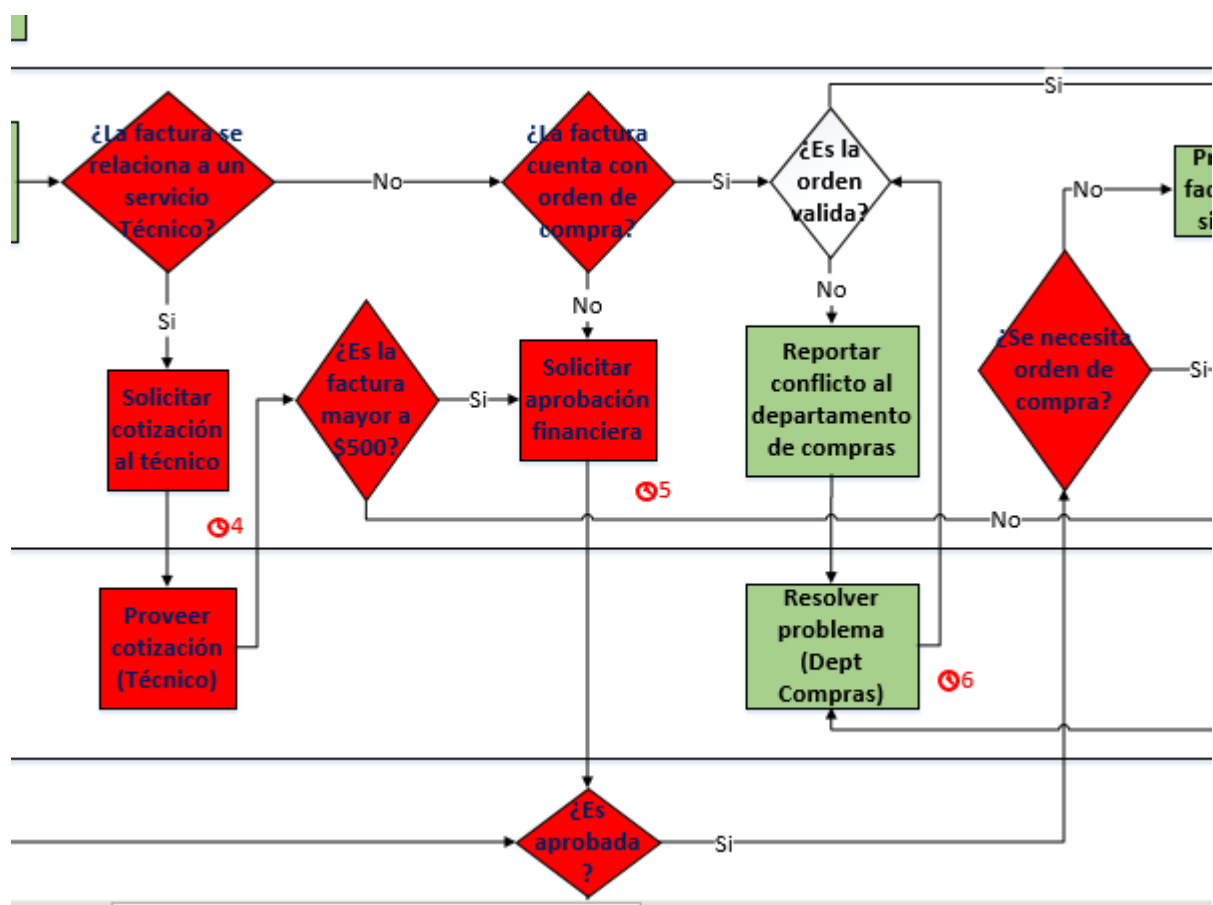 Si
¿La factura se
relaciona a un
servicio
Técnico?
No
¿La factura
cuenta con
orden de
compra?
Si
¿Es la
orden
valida?
No
Si
No
No
¿Es la
factura
mayor a
$500?
Si
Solicitar
aprobación
financiera
Reportar
conflicto al
departamento
de compras
¿Se necesita
orden de
compra?
Si
Solicitar
cotización
al técnico
5
4
No
Proveer
cotización
(Técnico)
Resolver
problema
(Dept
Compras)
6
¿Es
aprobada
?
Si